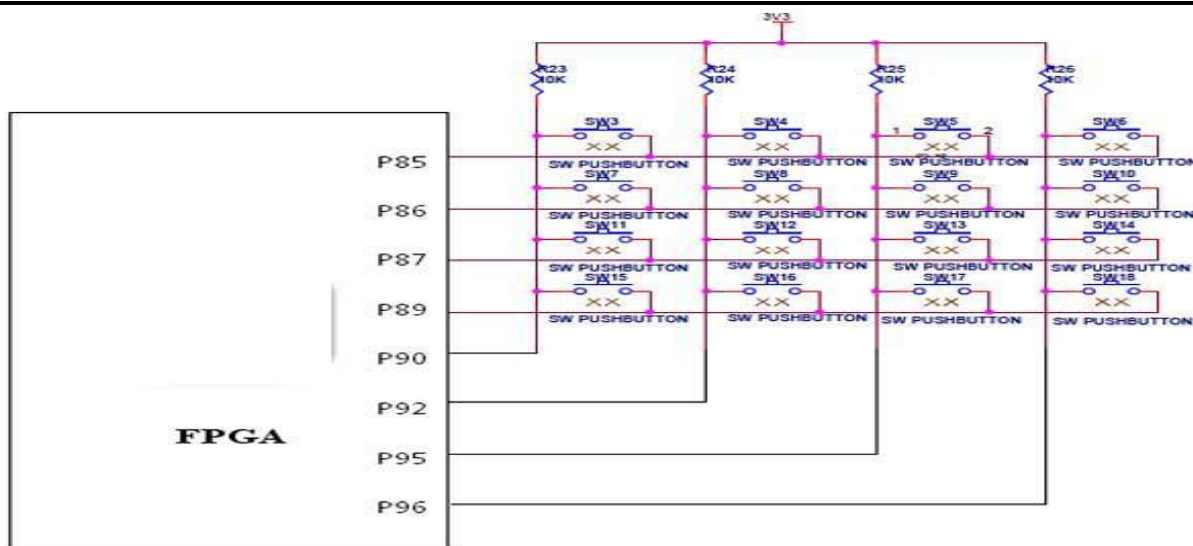 3V3
R23 R24 R25 R26
10K 10K 10K 10K
SW3 SW4 1 SW5 2 SW6
P85
SW PUSHBUTTON SW PUSHBUTTON SW PUSHBUTTON SW PUSHBUTTON
SW7 SW8 SW9 SW10
P86
SW PUSHBUTTON SW PUSHBUTTON SW PUSHBUTTON SW PUSHBUTTON
SW11 SW12 SW13 SW14
P87
SW PUSHBUTTON SW PUSHBUTTON SW PUSHBUTTON SW PUSHBUTTON
SW15 SW16 SW17 SW18
P89
SW PUSHBUTTON SW PUSHBUTTON SW PUSHBUTTON SW PUSHBUTTON
P90
P92
FPGA
P95
P96